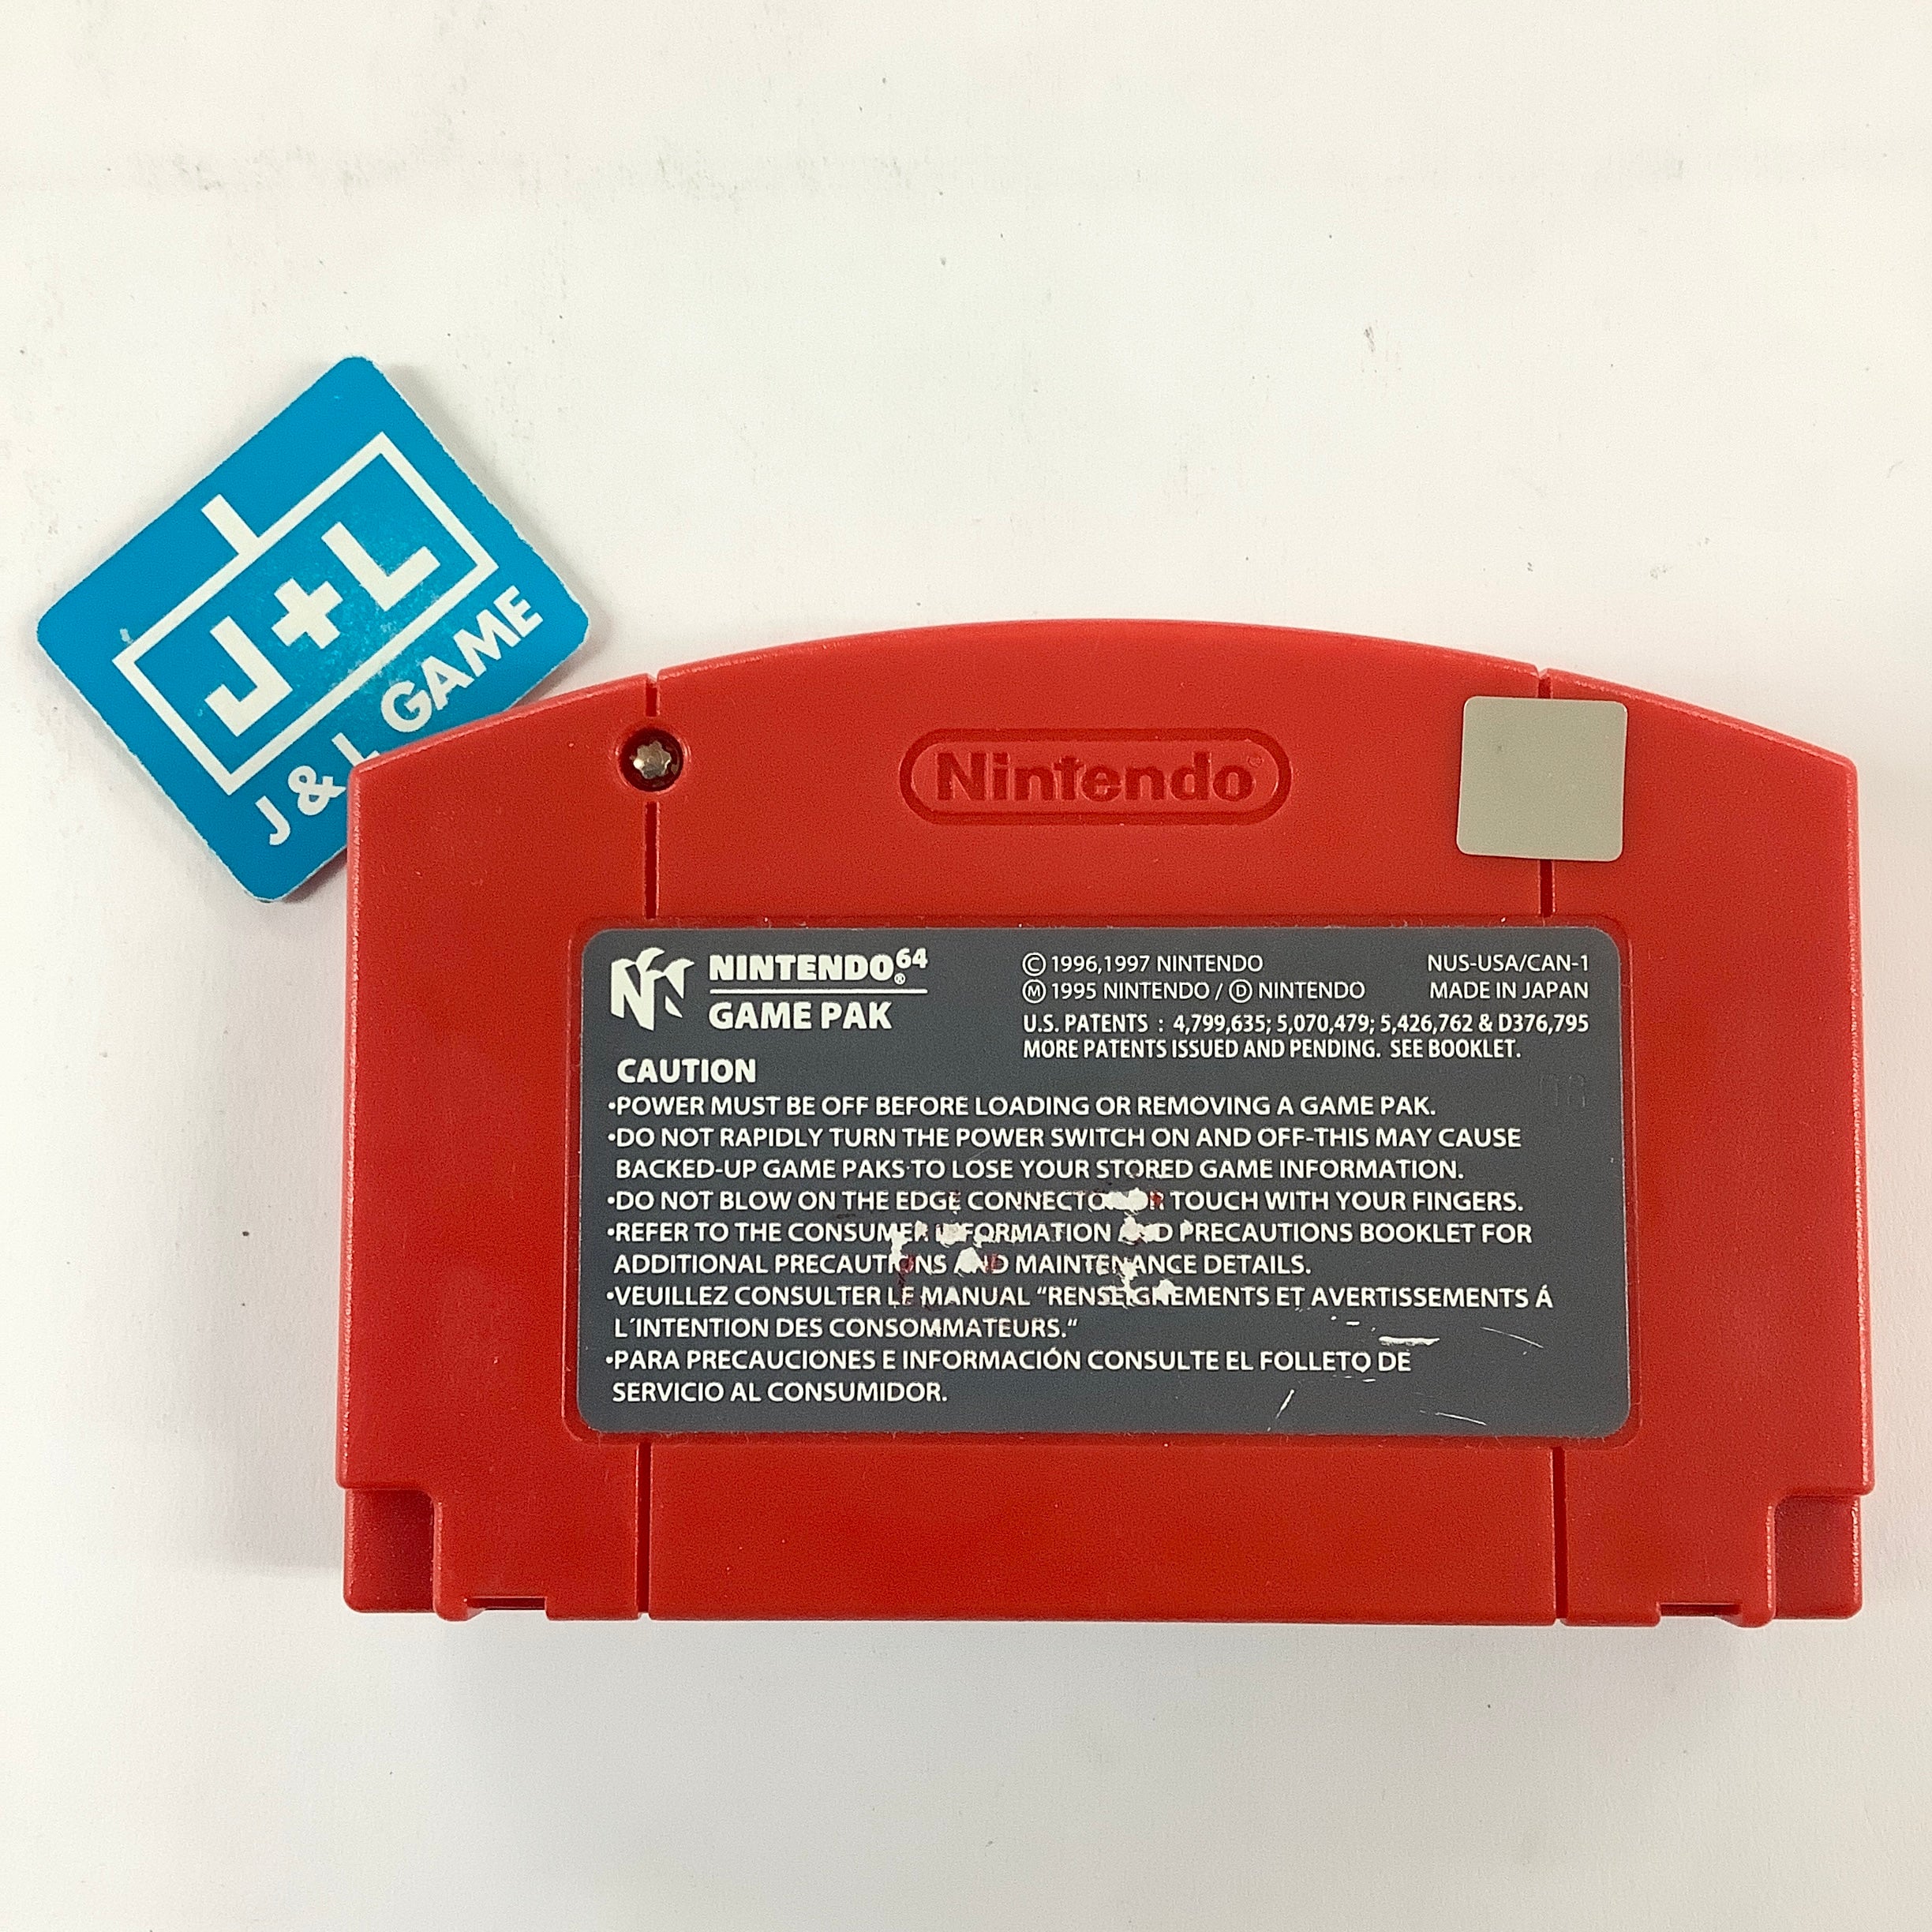 J+L
J & L GAME
Nintendo®
NINTENDO64®
GAME PAK
Ⓒ 1996,1997 NINTENDO
Ⓜ 1995 NINTENDO / Ⓓ NINTENDO
NUS-USA/CAN-1
MADE IN JAPAN
U.S. PATENTS : 4,799,635; 5,070,479; 5,426,762 & D376,795
MORE PATENTS ISSUED AND PENDING. SEE BOOKLET.
CAUTION
•POWER MUST BE OFF BEFORE LOADING OR REMOVING A GAME PAK.
•DO NOT RAPIDLY TURN THE POWER SWITCH ON AND OFF-THIS MAY CAUSE
BACKED-UP GAME PAKS TO LOSE YOUR STORED GAME INFORMATION.
•DO NOT BLOW ON THE EDGE CONNECTOR OR TOUCH WITH YOUR FINGERS.
•REFER TO THE CONSUMER INFORMATION AND PRECAUTIONS BOOKLET FOR
ADDITIONAL PRECAUTIONS AND MAINTENANCE DETAILS.
•VEUILLEZ CONSULTER LE MANUAL “RENSEIGNEMENTS ET AVERTISSEMENTS Á
L´INTENTION DES CONSOMMATEURS.“
•PARA PRECAUCIONES E INFORMACIÓN CONSULTE EL FOLLETO DE
SERVICIO AL CONSUMIDOR.